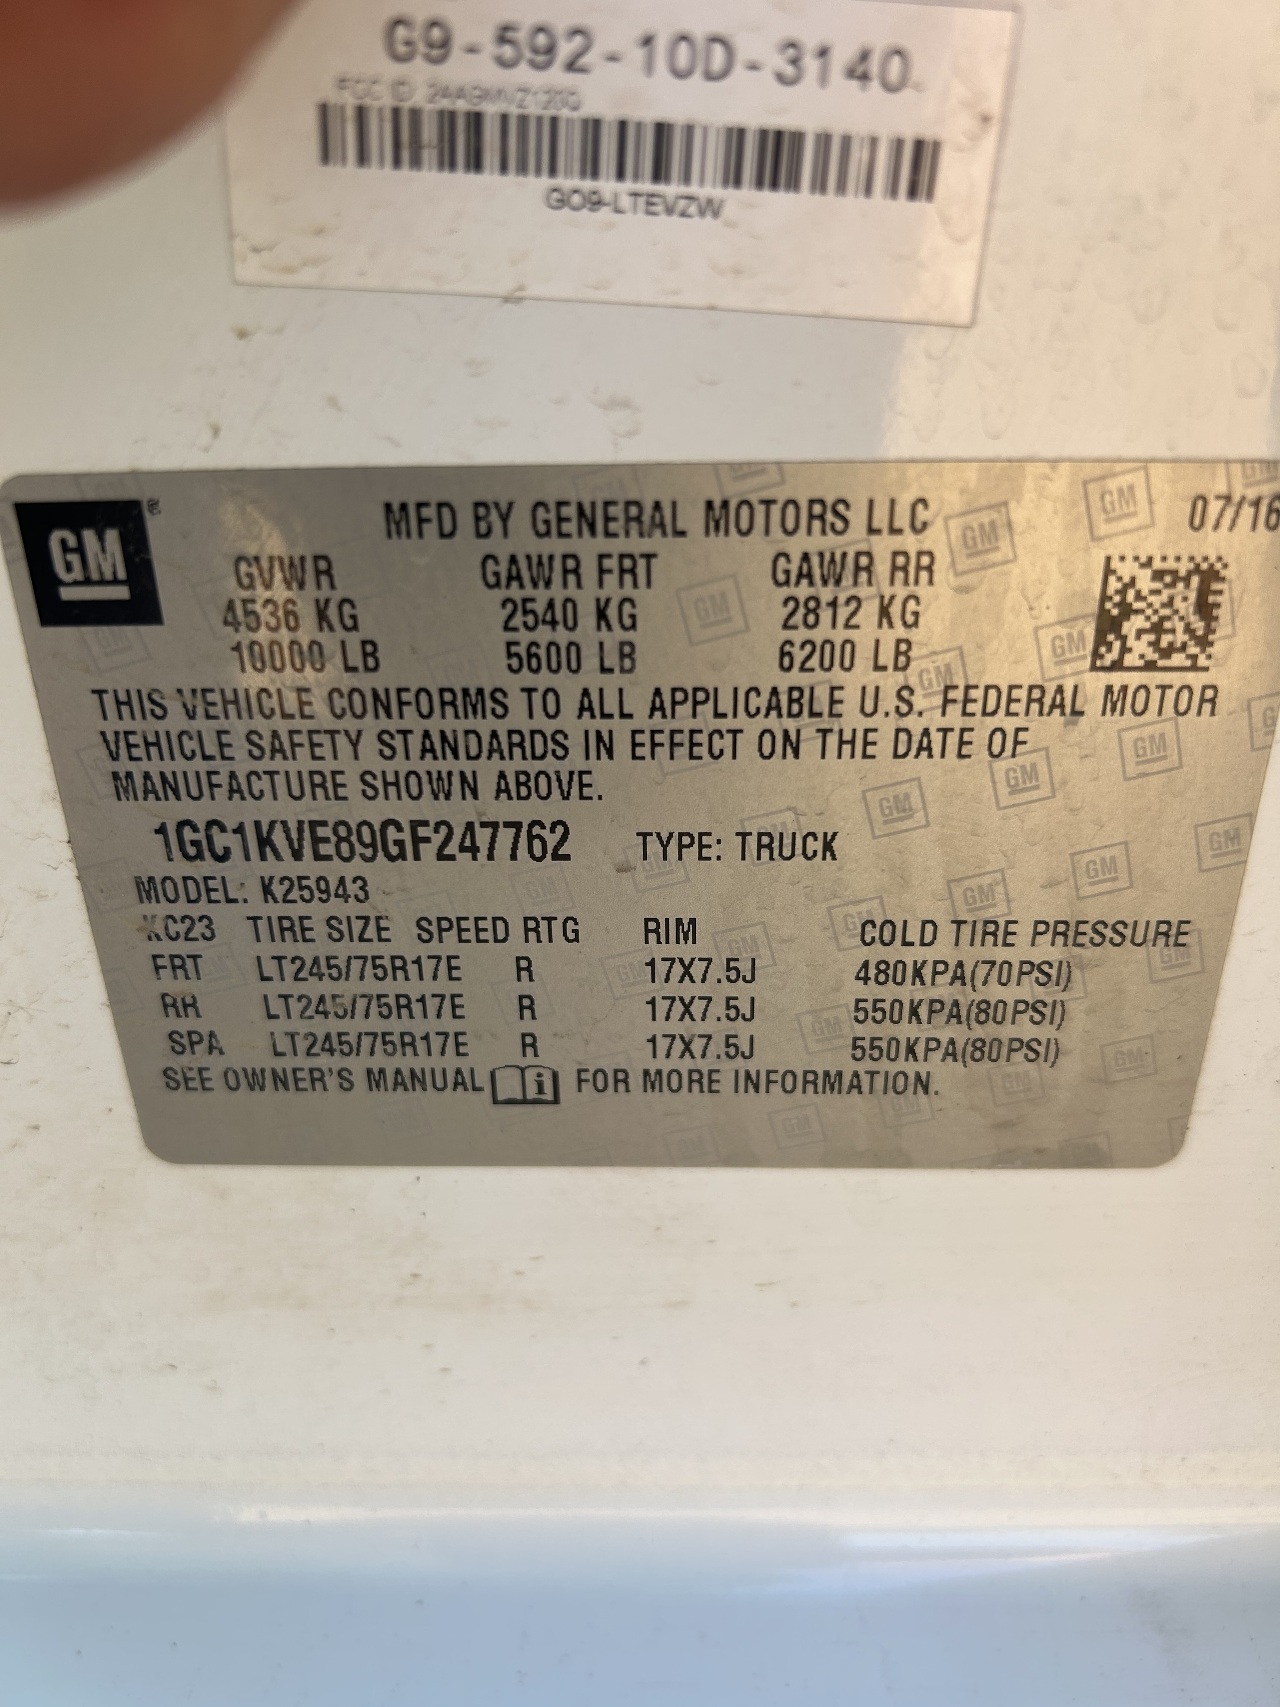 G9-592-10D-3140
FCC ID: 2AA9MVZ1230
GO9-LTEVZW
GM ®
MFD BY GENERAL MOTORS LLC 07/16
GVWR GAWR FRT GAWR RR
4536 KG 2540 KG 2812 KG
10000 LB 5600 LB 6200 LB
THIS VEHICLE CONFORMS TO ALL APPLICABLE U.S. FEDERAL MOTOR
VEHICLE SAFETY STANDARDS IN EFFECT ON THE DATE OF
MANUFACTURE SHOWN ABOVE.
1GC1KVE89GF247762 TYPE: TRUCK
MODEL: K25943
KC23 TIRE SIZE SPEED RTG RIM COLD TIRE PRESSURE
FRT LT245/75R17E R 17X7.5J 480KPA(70PSI)
RR LT245/75R17E R 17X7.5J 550KPA(80PSI)
SPA LT245/75R17E R 17X7.5J 550KPA(80PSI)
SEE OWNER'S MANUAL i FOR MORE INFORMATION.